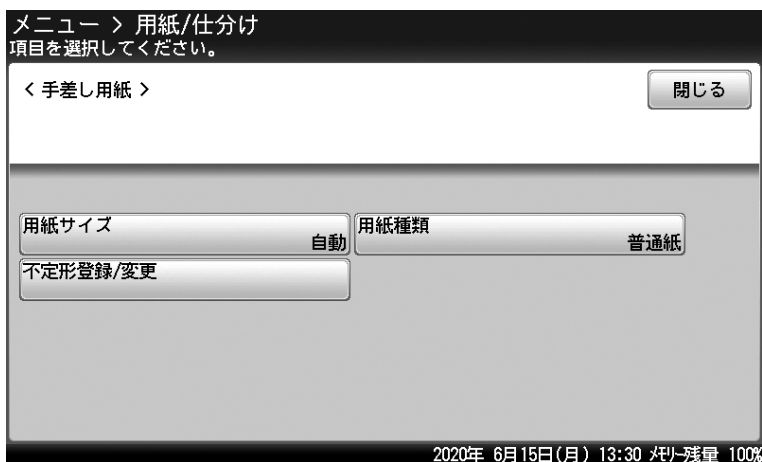 メニュー > 用紙/仕分け
項目を選択してください。
< 手差し用紙 >
閉じる
用紙サイズ
自動
用紙種類
普通紙
不定形登録/変更
2020年 6月15日(月) 13:30 ﾒﾓﾘｰ残量 100%